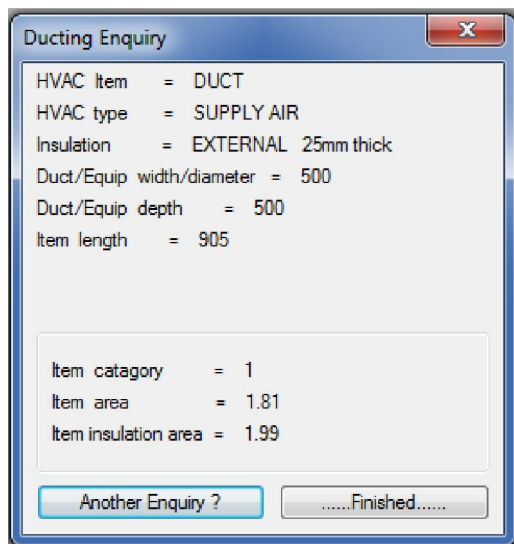 Ducting Enquiry
HVAC Item = DUCT
HVAC type = SUPPLY AIR
Insulation = EXTERNAL 25mm thick
Duct/Equip width/diameter = 500
Duct/Equip depth = 500
Item length = 905
Item catagory = 1
Item area = 1.81
Item insulation area = 1.99
Another Enquiry ?
......Finished......